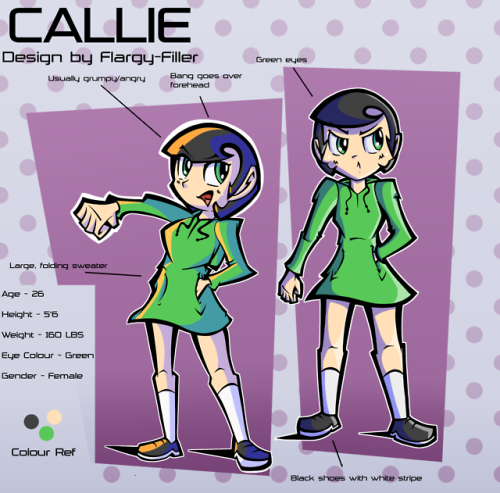 CALLIE
Design by Flargy-Filler
Usually grumpy/angry
Bang goes over
forehead
Green eyes
Large, folding sweater
Age - 26
Height - 5'6
Weight - 160 LBS
Eye Colour - Green
Gender - Female
Colour Ref
Black shoes with white stripe